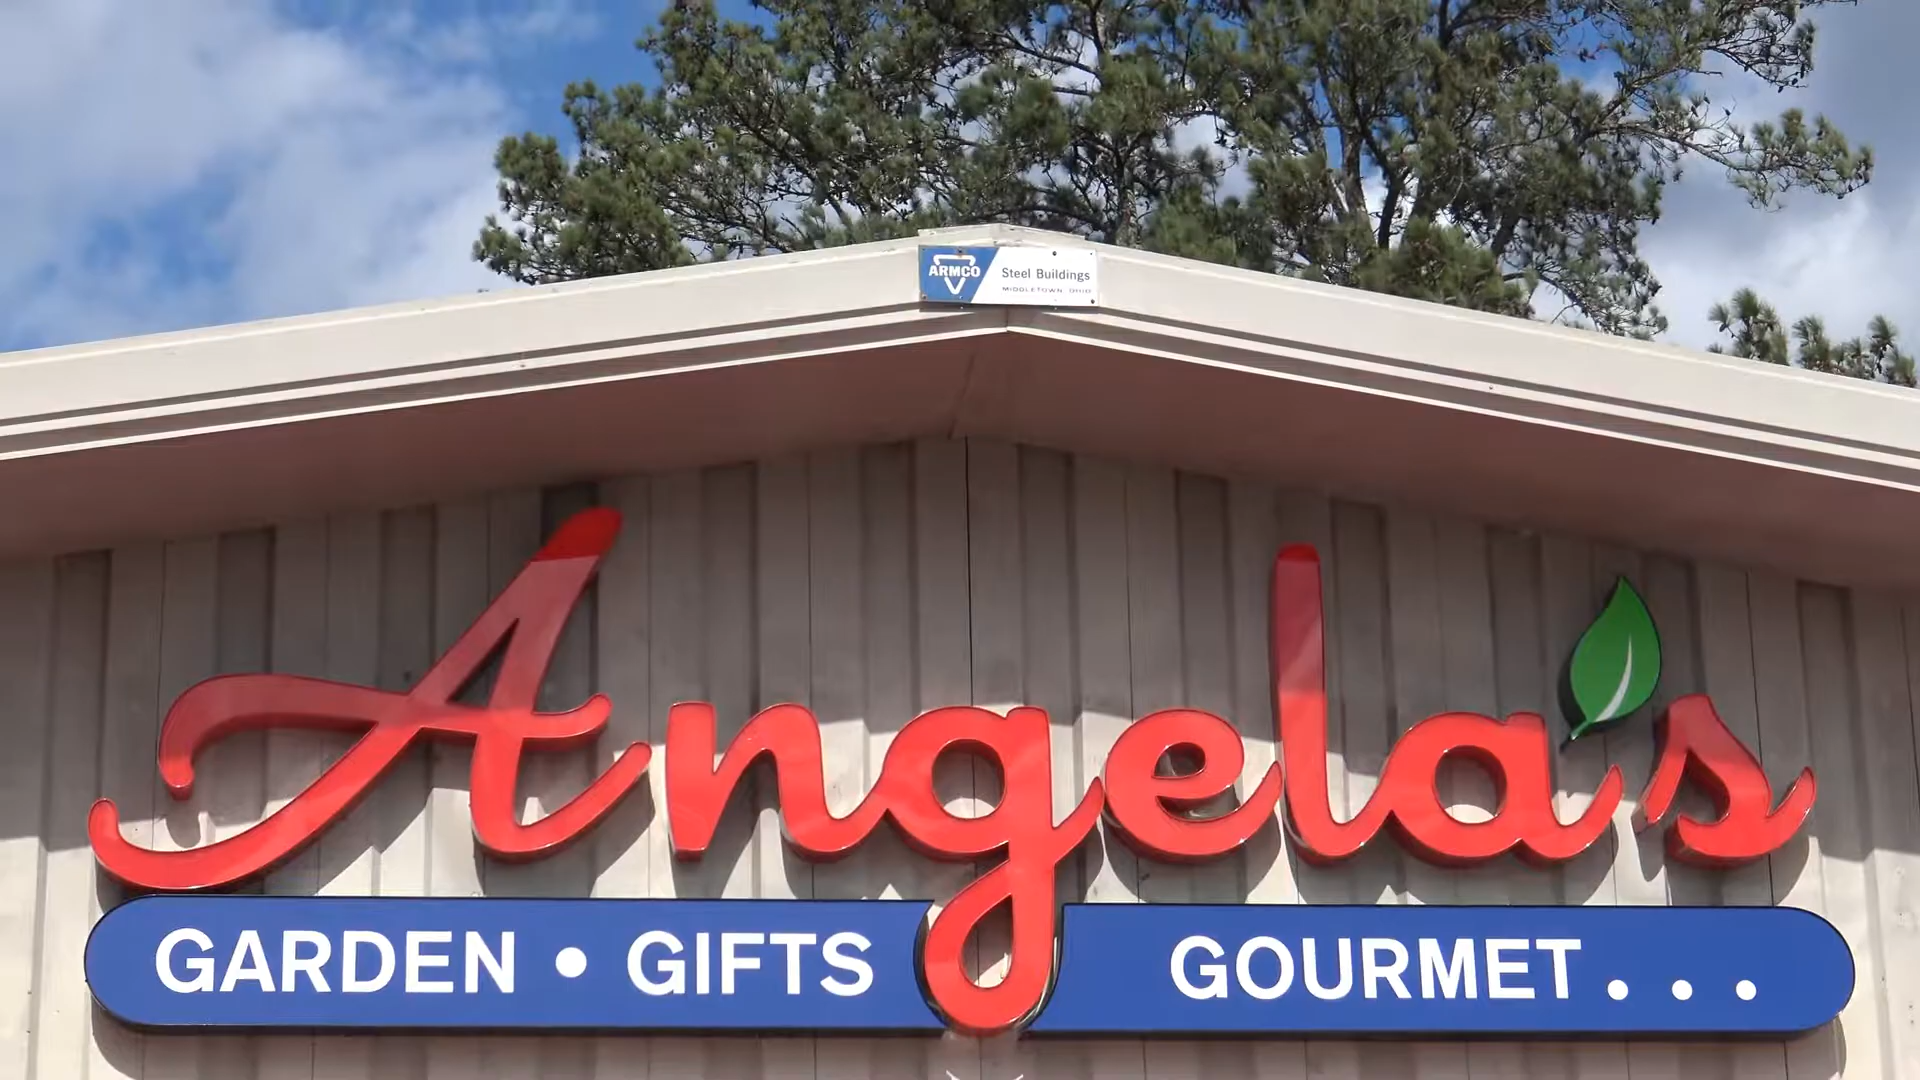 ARMCO
Steel Buildings
MIDDLETOWN OHIO
Angela's
GARDEN • GIFTS GOURMET...